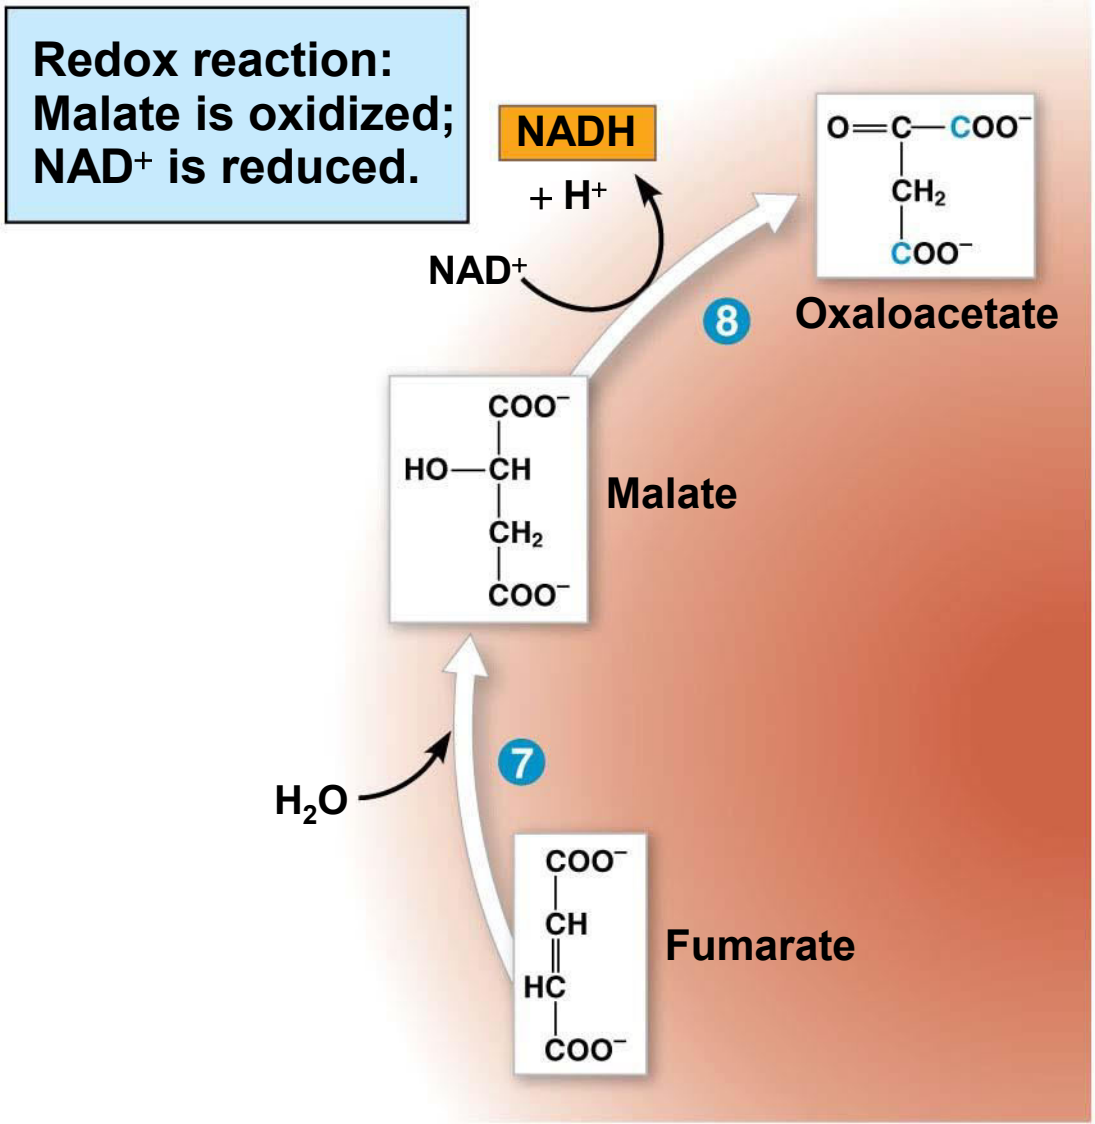 Redox reaction:
Malate is oxidized;
NAD⁺ is reduced.
NADH
+ H⁺
NAD⁺
O=C—COO⁻
CH₂
COO⁻
Oxaloacetate
8
COO⁻
HO—CH
CH₂
COO⁻
Malate
7
H₂O
COO⁻
CH
HC
COO⁻
Fumarate